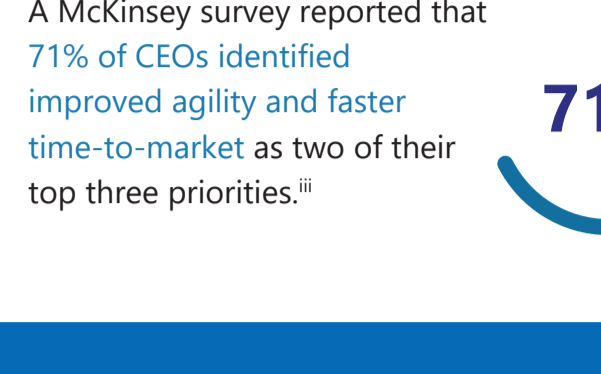 A McKinsey survey reported that
71% of CEOs identified
improved agility and faster
time-to-market as two of their
top three priorities.iii
71